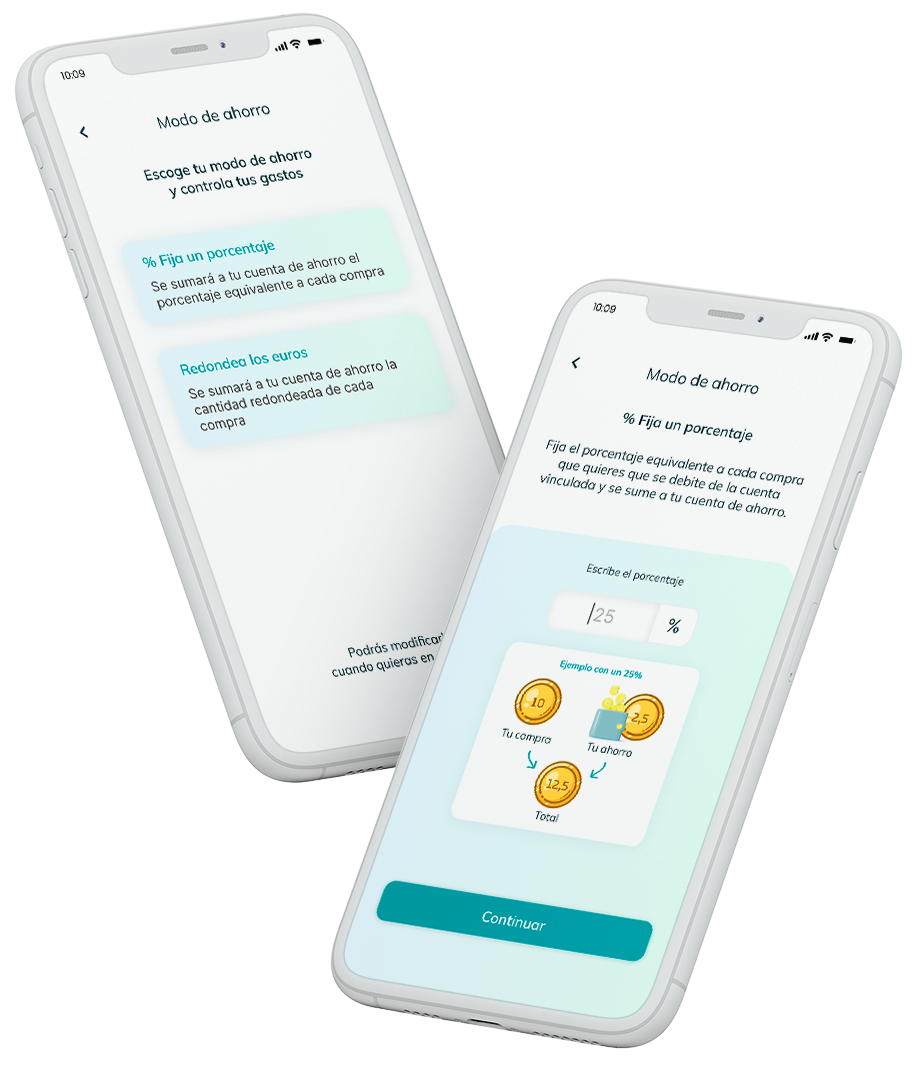 10:09
Modo de ahorro
Escoge tu modo de ahorro
y controla tus gastos
% Fija un porcentaje
Se sumará a tu cuenta de ahorro el
porcentaje equivalente a cada compra
Redondea los euros
Se sumará a tu cuenta de ahorro la
cantidad redondeada de cada
compra
Podrás modificar
cuando quieras en
10:09
Modo de ahorro
% Fija un porcentaje
Fija el porcentaje equivalente a cada compra
que quieres que se debite de la cuenta
vinculada y se sume a tu cuenta de ahorro.
Escribe el porcentaje
25 %
Ejemplo con un 25%
10
2,5
Tu compra
Tu ahorro
12,5
Total
Continuar